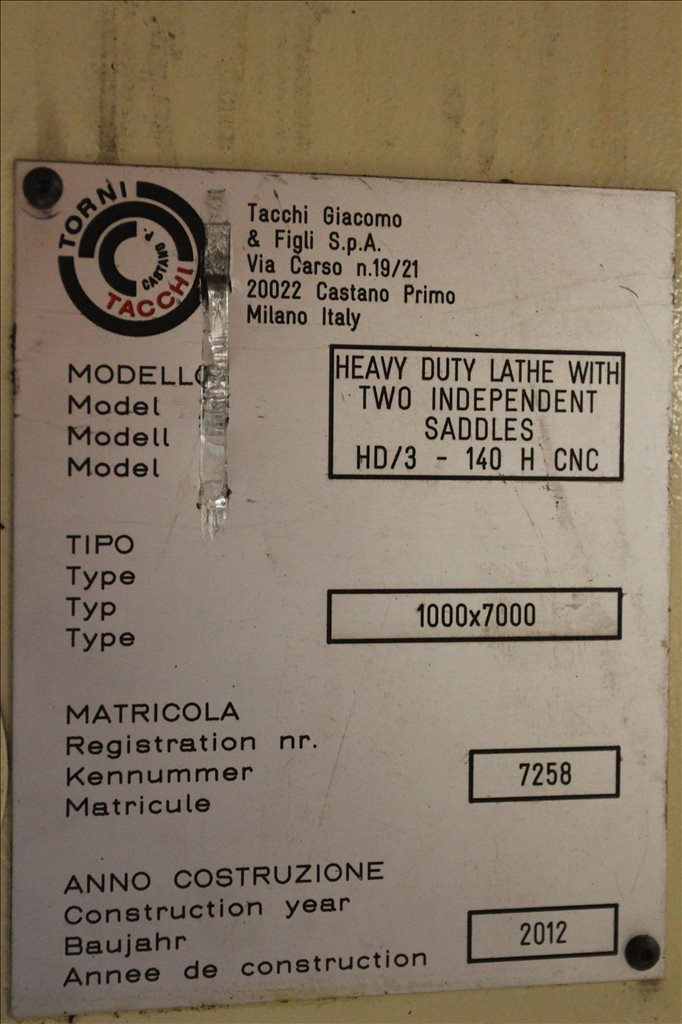 TORNI
TACCHI
CASTANO P.
Tacchi Giacomo
& Figli S.p.A.
Via Carso n.19/21
20022 Castano Primo
Milano Italy
MODELLO
Model
Modell
Model
HEAVY DUTY LATHE WITH
TWO INDEPENDENT
SADDLES
HD/3 - 140 H CNC
TIPO
Type
Typ
Type
1000x7000
MATRICOLA
Registration nr.
Kennummer
Matricule
7258
ANNO COSTRUZIONE
Construction year
Baujahr
Annee de construction
2012